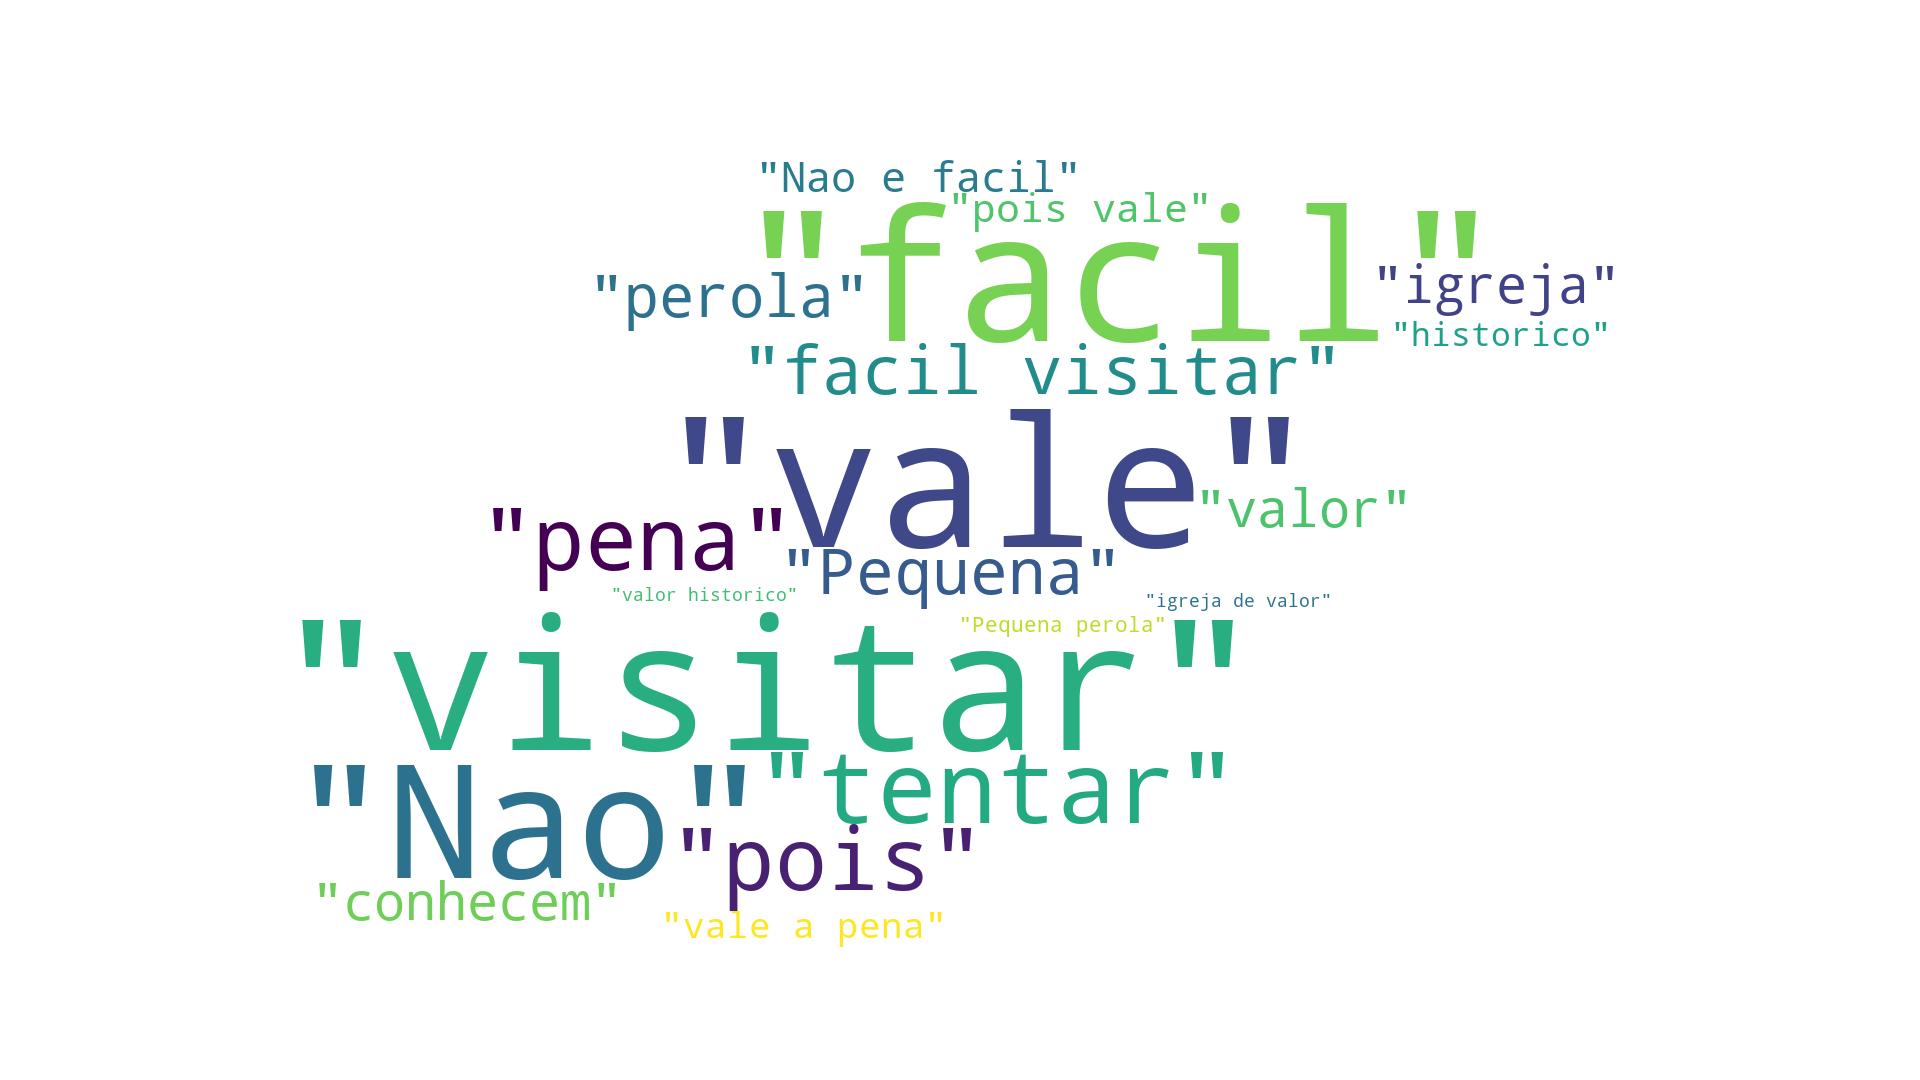 "Nao e facil"
"pois vale"
"facil"
"perola"
"igreja"
"historico"
"facil visitar"
"vale"
"valor"
"pena"
"Pequena"
"valor historico"
"igreja de valor"
"Pequena perola"
"visitar"
"tentar"
"Nao"
"pois"
"conhecem"
"vale a pena"